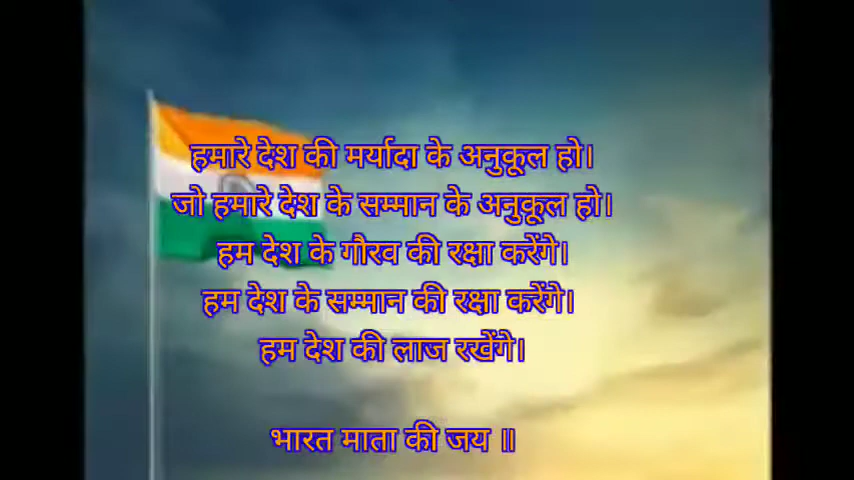 हमारे देश की मर्यादा के अनुकूल हो।
जो हमारे देश के सम्मान के अनुकूल हो।
हम देश के गौरव की रक्षा करेंगे।
हम देश के सम्मान की रक्षा करेंगे।
हम देश की लाज रखेंगे।
भारत माता की जय ॥